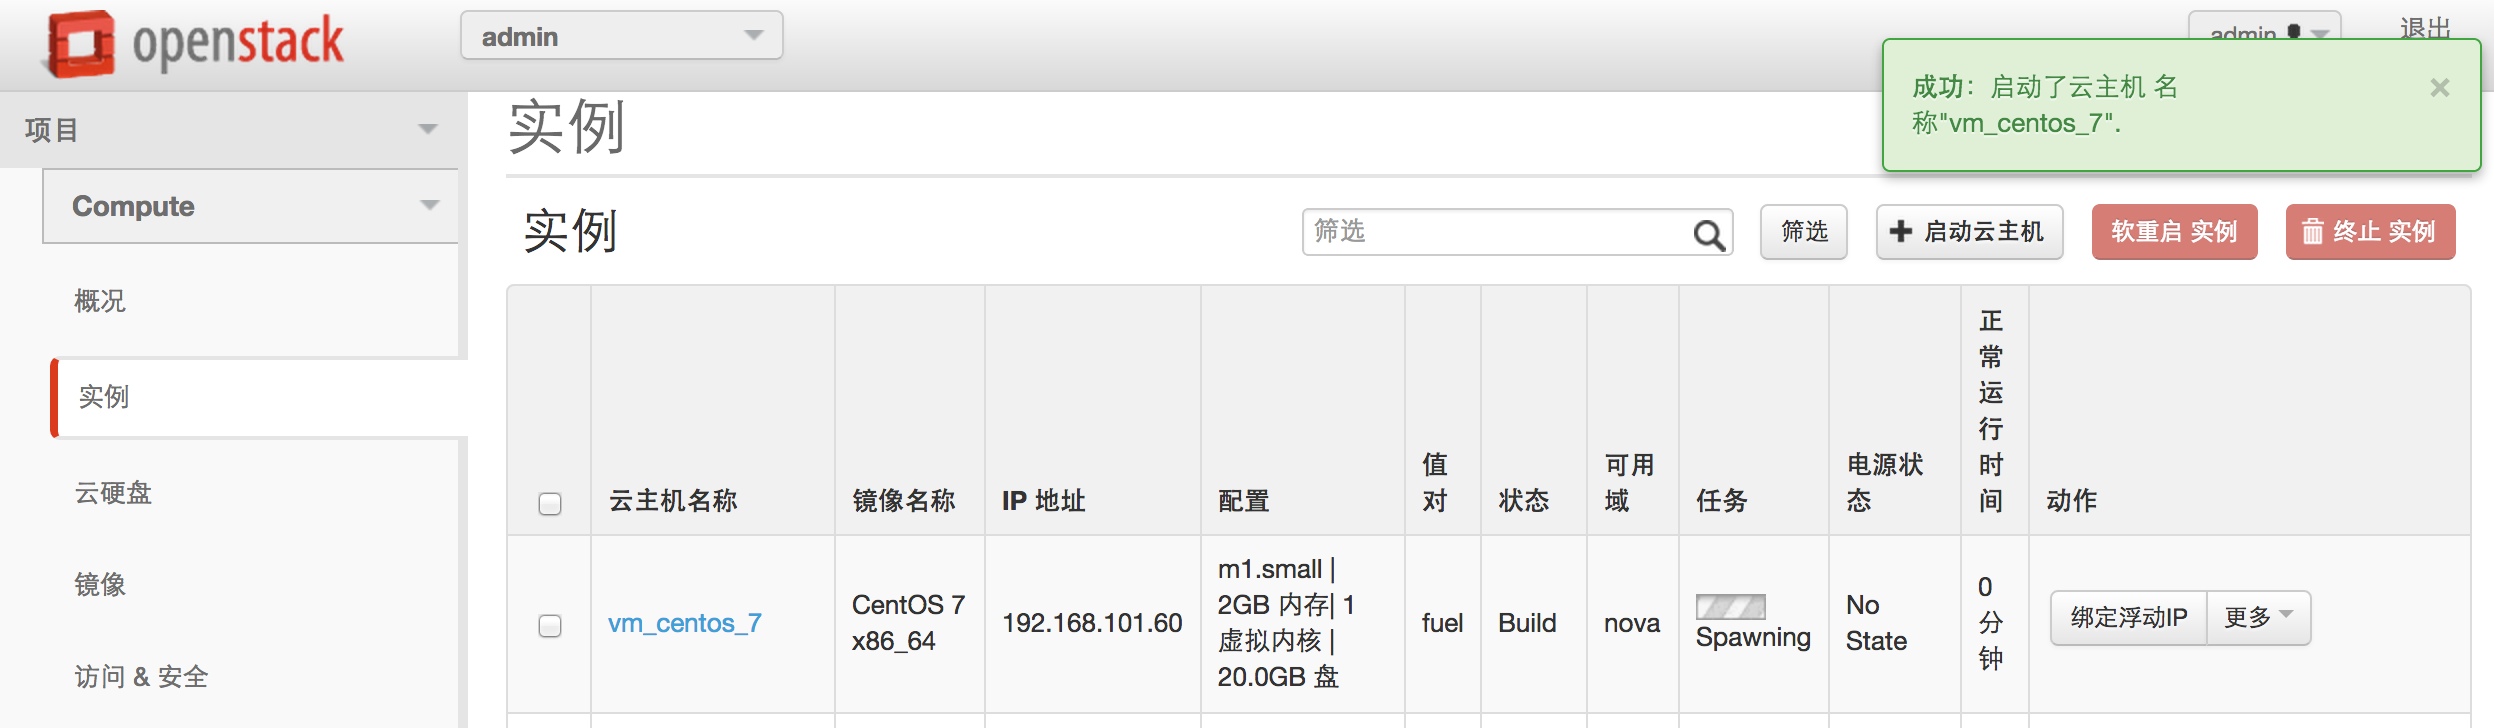 openstack
admin
admin
退出
成功：启动了云主机 名
称"vm_centos_7".
项目
Compute
概况
实例
云硬盘
镜像
访问 & 安全
实例
实例
筛选
筛选
启动云主机
软重启 实例
终止 实例
云主机名称
镜像名称
IP 地址
配置
值
对
状态
可用
域
任务
电源状
态
正
常
运
行
时
间
动作
vm_centos_7
CentOS 7
x86_64
192.168.101.60
m1.small |
2GB 内存| 1
虚拟内核 |
20.0GB 盘
fuel
Build
nova
Spawning
No
State
0
分
钟
绑定浮动IP
更多